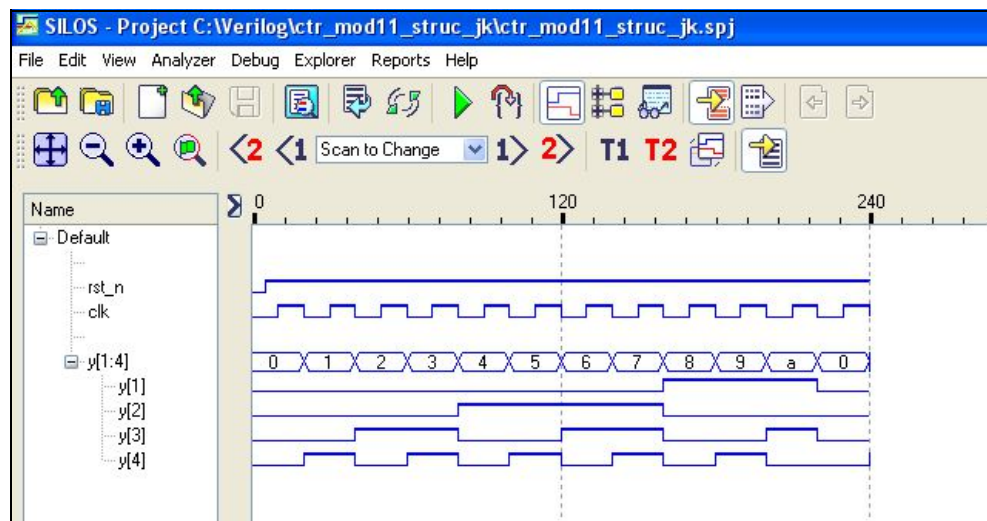 SILOS - Project C:\Verilog\ctr_mod11_struc_jk\ctr_mod11_struc_jk.spj
File Edit View Analyzer Debug Explorer Reports Help
2 1 Scan to Change 1 2 T1 T2
Name 0 120 240
Default
rst_n
clk
y[1:4] 0 1 2 3 4 5 6 7 8 9 a 0
y[1]
y[2]
y[3]
y[4]